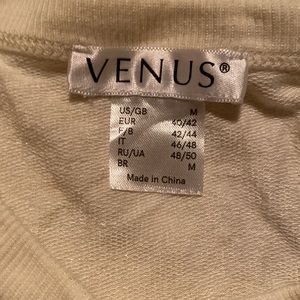 VENUS®
US/GB M
EUR 40/42
F/B 42/44
IT 46/48
RU/UA 48/50
BR M
Made in China